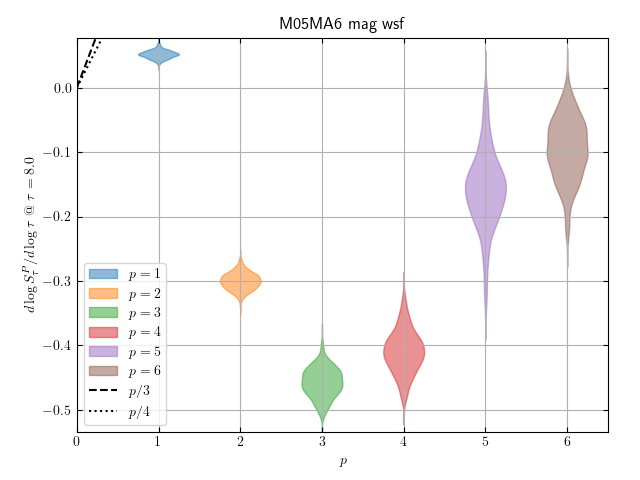 M05MA6 mag wsf
d log S_τ^P / d log τ @ τ = 8.0
0.0
−0.1
−0.2
−0.3
−0.4
−0.5
p = 1
p = 2
p = 3
p = 4
p = 5
p = 6
p/3
p/4
0 1 2 3 4 5 6
p